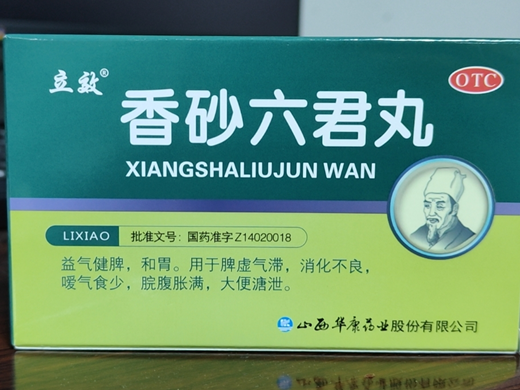 立效®
OTC
香砂六君丸
XIANGSHALIUJUN WAN
LIXIAO 批准文号：国药准字Z14020018
益气健脾，和胃。用于脾虚气滞，消化不良，
嗳气食少，脘腹胀满，大便溏泄。
山西华康药业股份有限公司